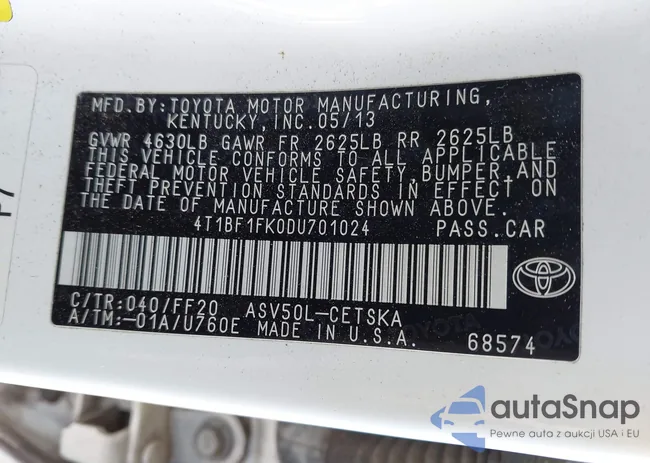 MFD.BY:TOYOTA MOTOR MANUFACTURING,
KENTUCKY, INC. 05/13
GVWR 4630LB GAWR FR 2625LB RR 2625LB
THIS VEHICLE CONFORMS TO ALL APPLICABLE
FEDERAL MOTOR VEHICLE SAFETY, BUMPER, AND
THEFT PREVENTION STANDARDS IN EFFECT ON
THE DATE OF MANUFACTURE SHOWN ABOVE.
4T1BF1FK0DU701024 PASS.CAR
C/TR:040/FF20 ASV50L-CETSKA
A/TM:-01A/U760E MADE IN U.S.A. 68574
autaSnap
Pewne auta z aukcji USA i EU